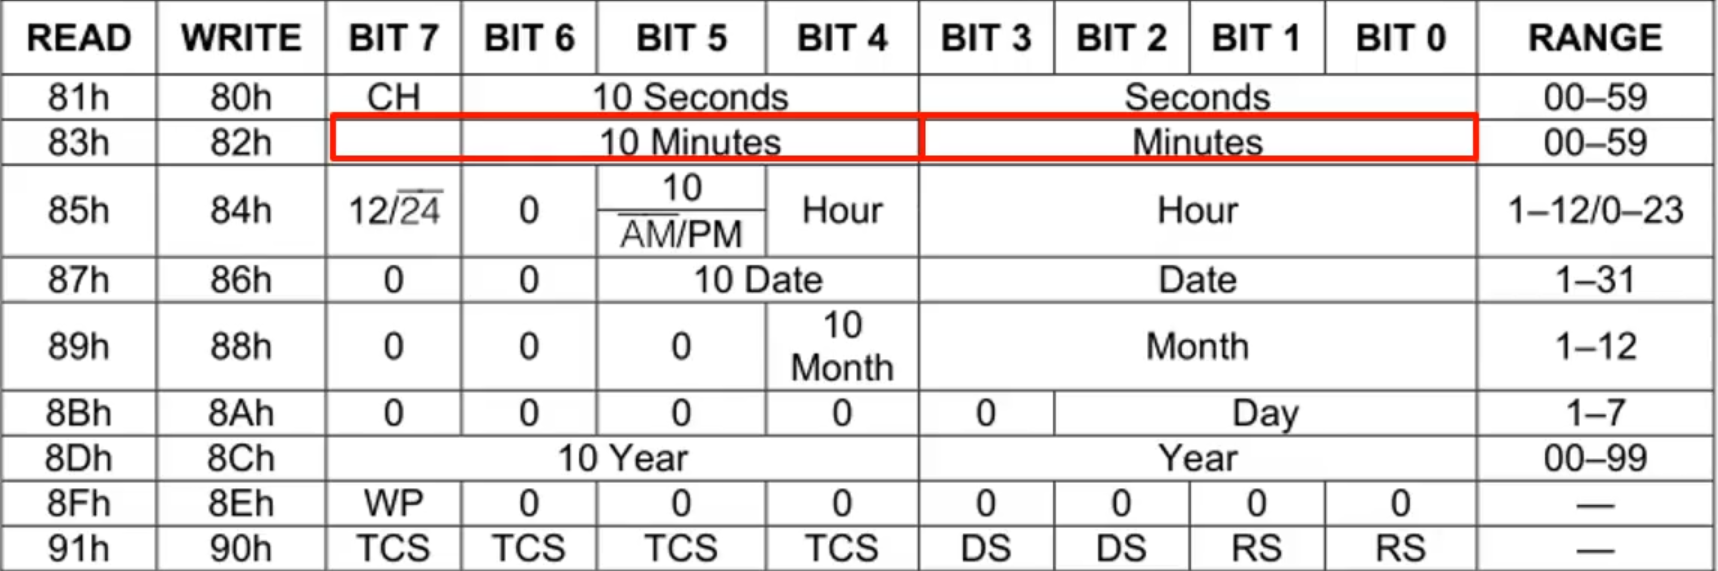 READ WRITE BIT 7 BIT 6 BIT 5 BIT 4 BIT 3 BIT 2 BIT 1 BIT 0 RANGE
81h 80h CH 10 Seconds Seconds 00–59
83h 82h 10 Minutes Minutes 00–59
85h 84h 12/2̅4̅ 0 10 Hour Hour 1–12/0–23
A̅M̅/PM
87h 86h 0 0 10 Date Date 1–31
89h 88h 0 0 0 10 Month Month 1–12
8Bh 8Ah 0 0 0 0 0 Day 1–7
8Dh 8Ch 10 Year Year 00–99
8Fh 8Eh WP 0 0 0 0 0 0 0 —
91h 90h TCS TCS TCS TCS DS DS RS RS —